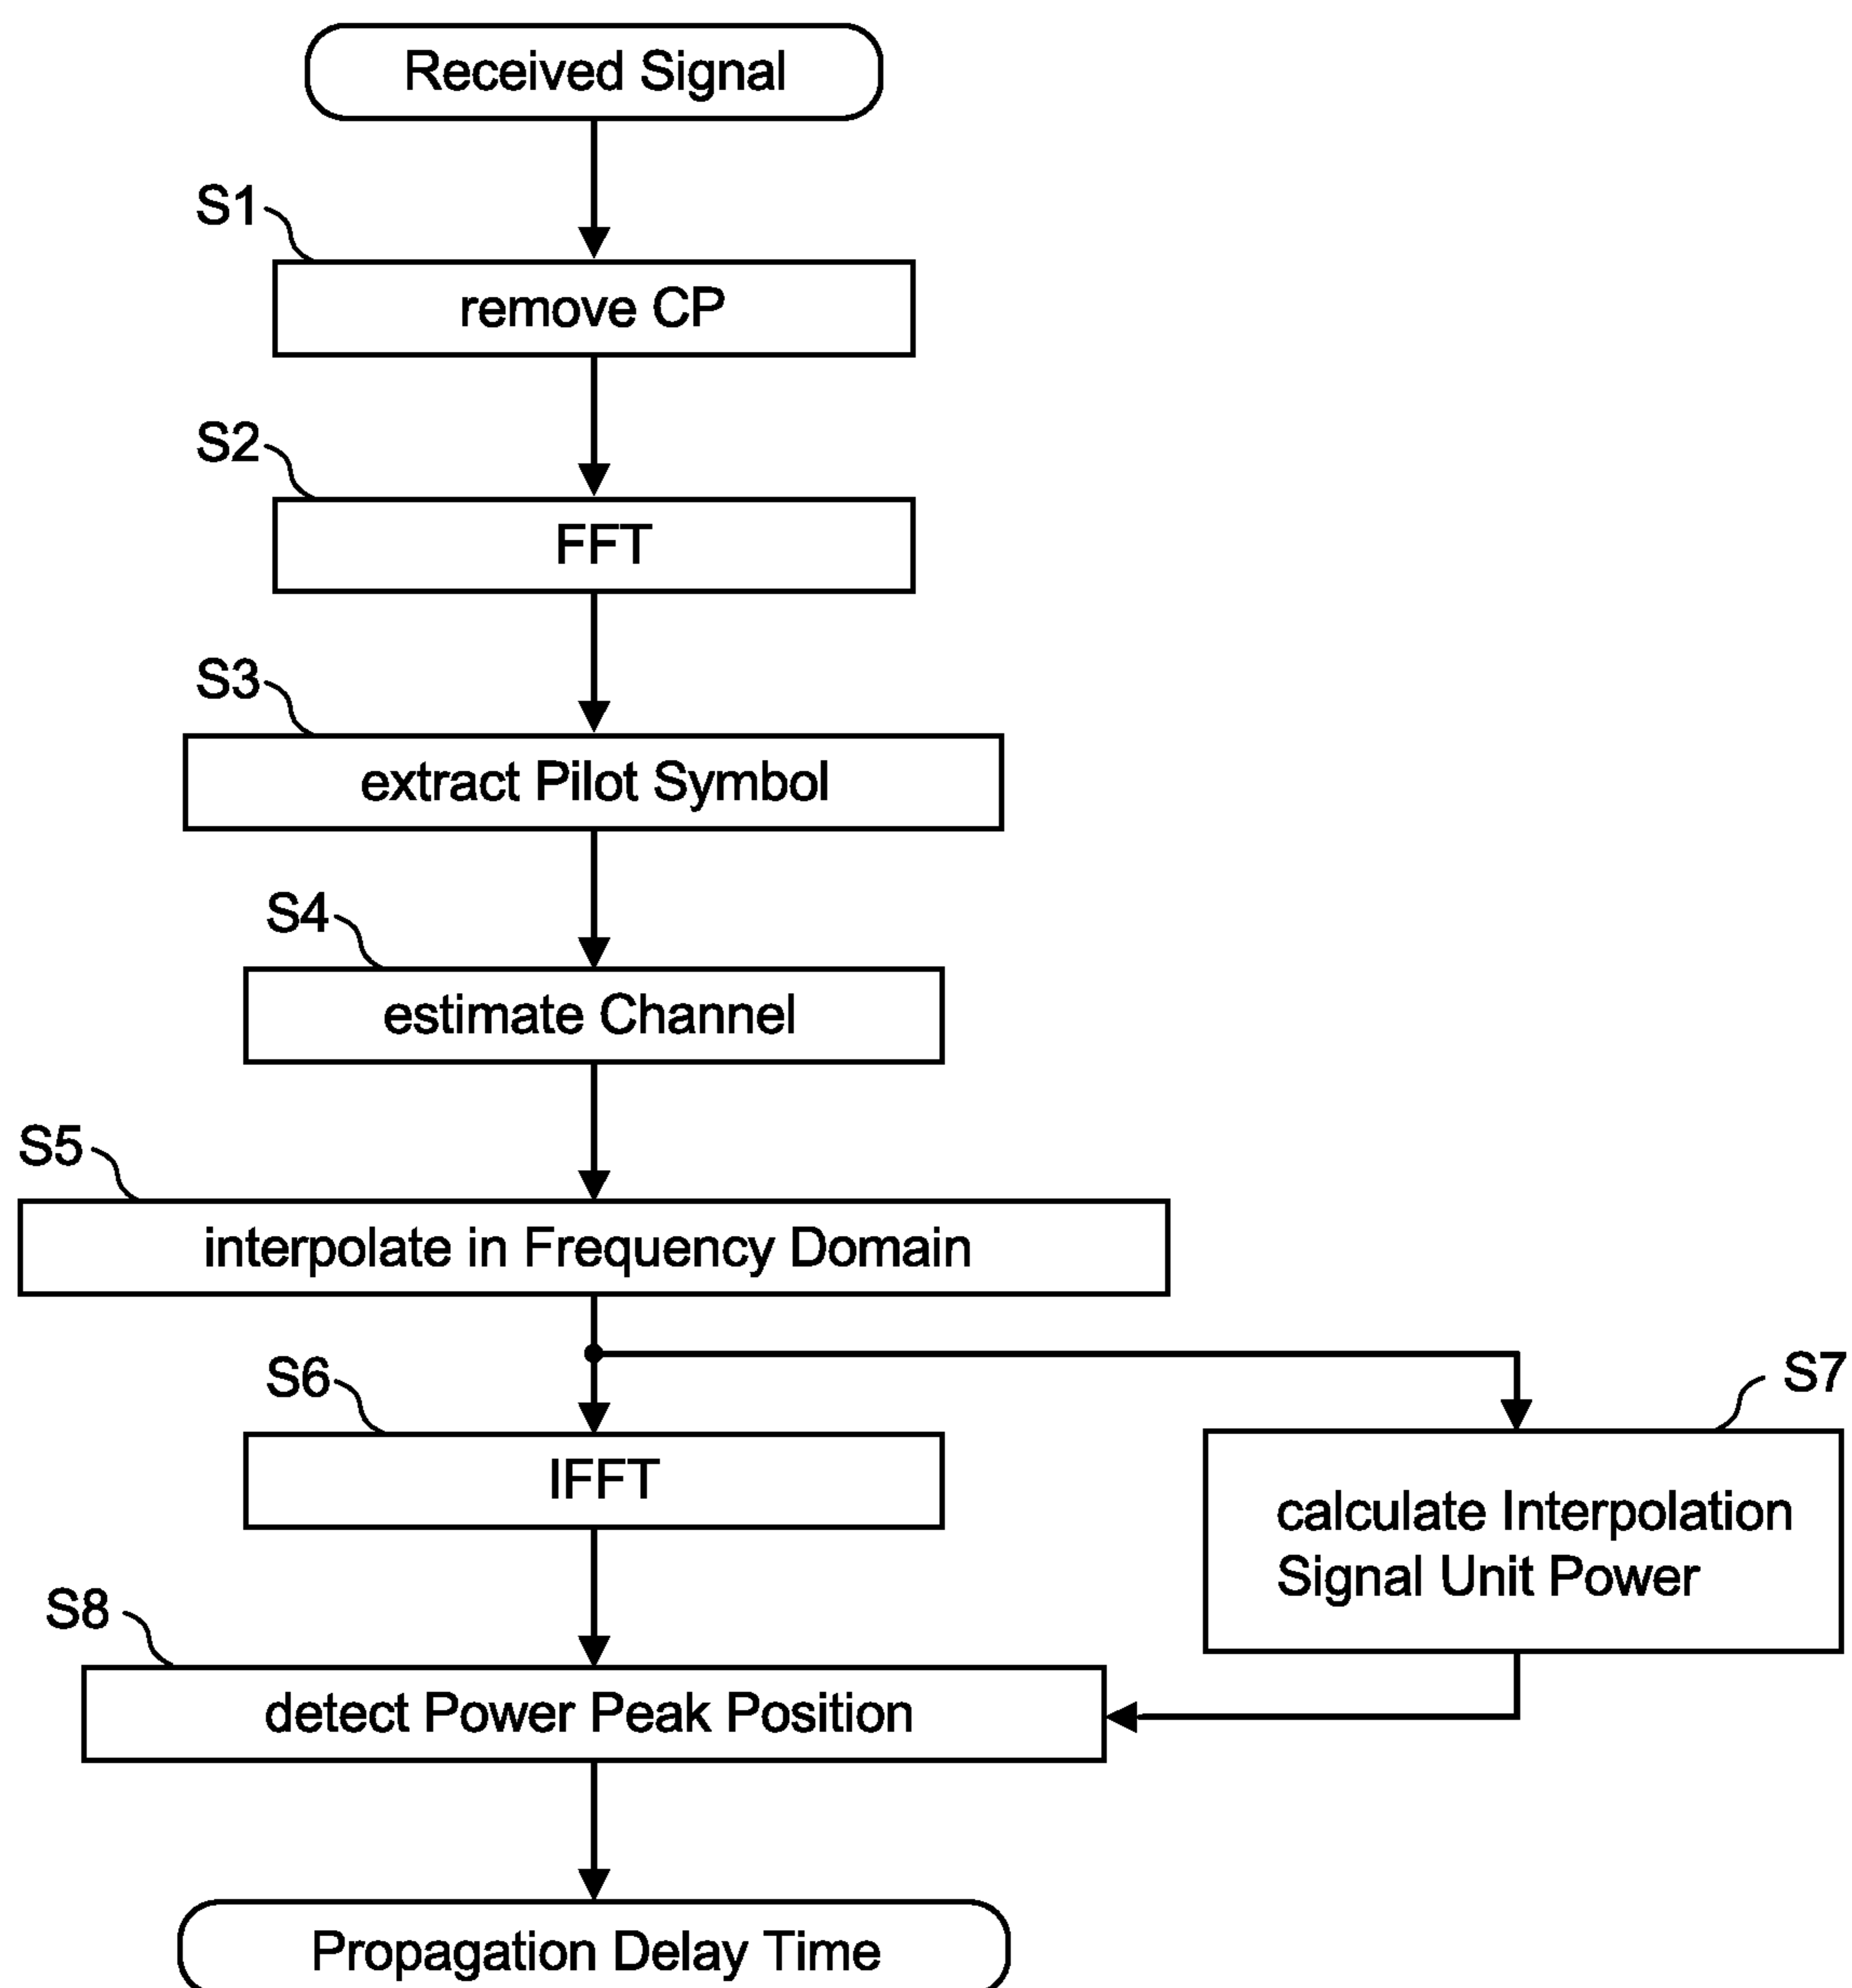 Received Signal
S1
remove CP
S2
FFT
S3
extract Pilot Symbol
S4
estimate Channel
S5
interpolate in Frequency Domain
S6
IFFT
S7
calculate Interpolation
Signal Unit Power
S8
detect Power Peak Position
Propagation Delay Time